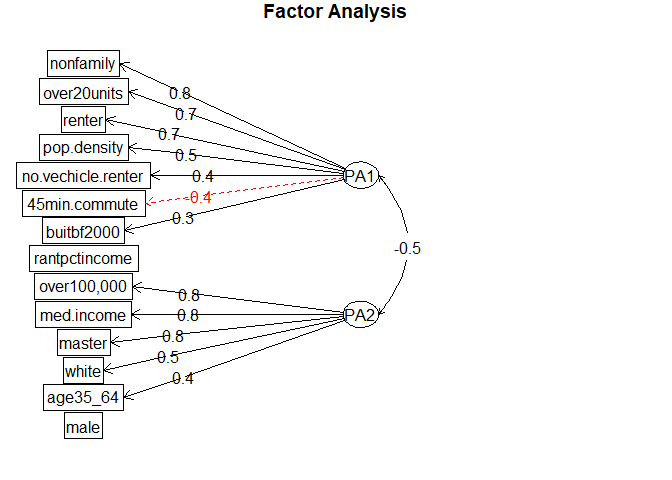 Factor Analysis
nonfamily
over20units
renter
pop.density
no.vechicle.renter
45min.commute
buitbf2000
rantpctincome
over100,000
med.income
master
white
age35_64
male
0.8
0.7
0.7
0.5
0.4
-0.4
0.3
0.8
0.8
0.8
0.5
0.4
PA1
PA2
-0.5